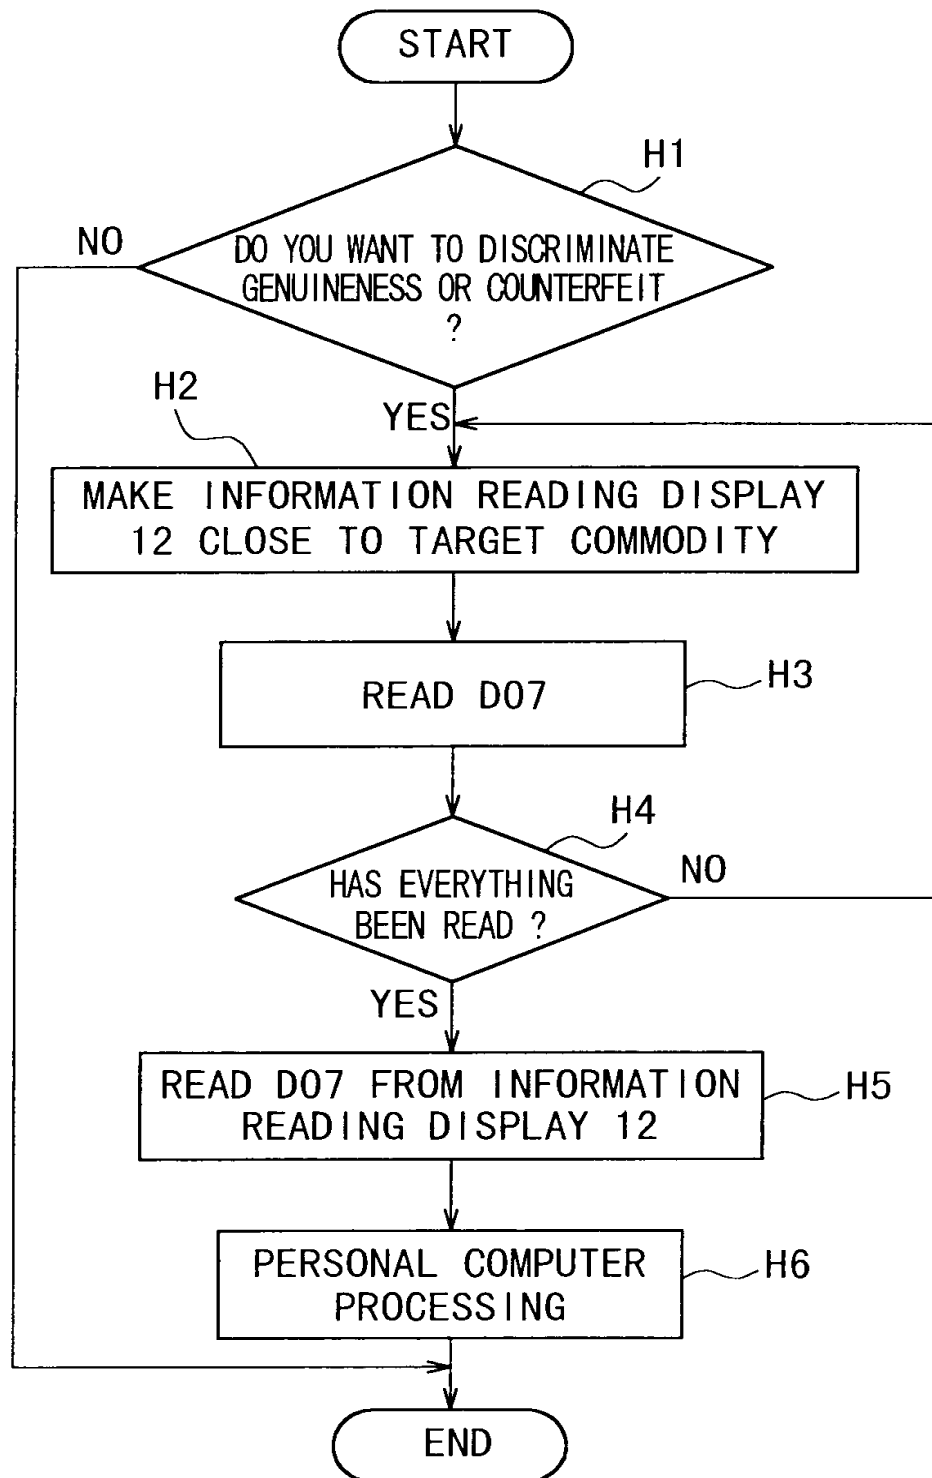 START
H1
NO
DO YOU WANT TO DISCRIMINATE
GENUINENESS OR COUNTERFEIT
?
H2
YES
MAKE INFORMATION READING DISPLAY
12 CLOSE TO TARGET COMMODITY
READ D07
H3
H4
HAS EVERYTHING
BEEN READ ?
NO
YES
READ D07 FROM INFORMATION
READING DISPLAY 12
H5
PERSONAL COMPUTER
PROCESSING
H6
END